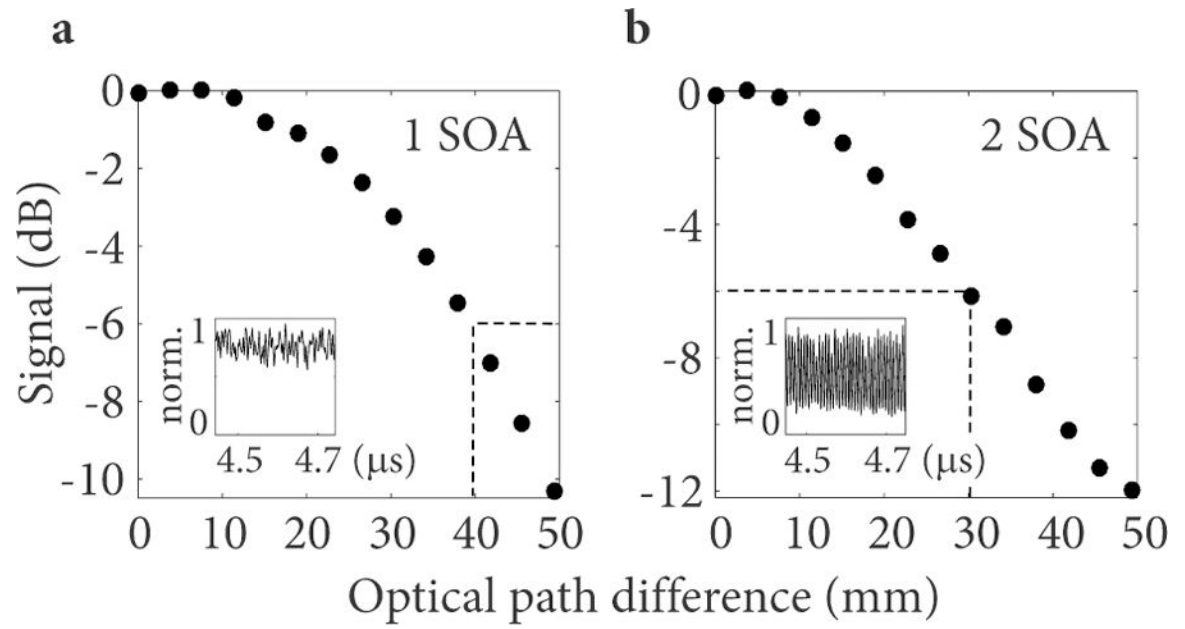 a
b
0
-2
-4
-6
-8
-10
Signal (dB)
1 SOA
norm.
1
0
4.5 4.7 (μs)
0 10 20 30 40 50
0
-4
-8
-12
2 SOA
norm.
1
0
4.5 4.7 (μs)
0 10 20 30 40 50
Optical path difference (mm)